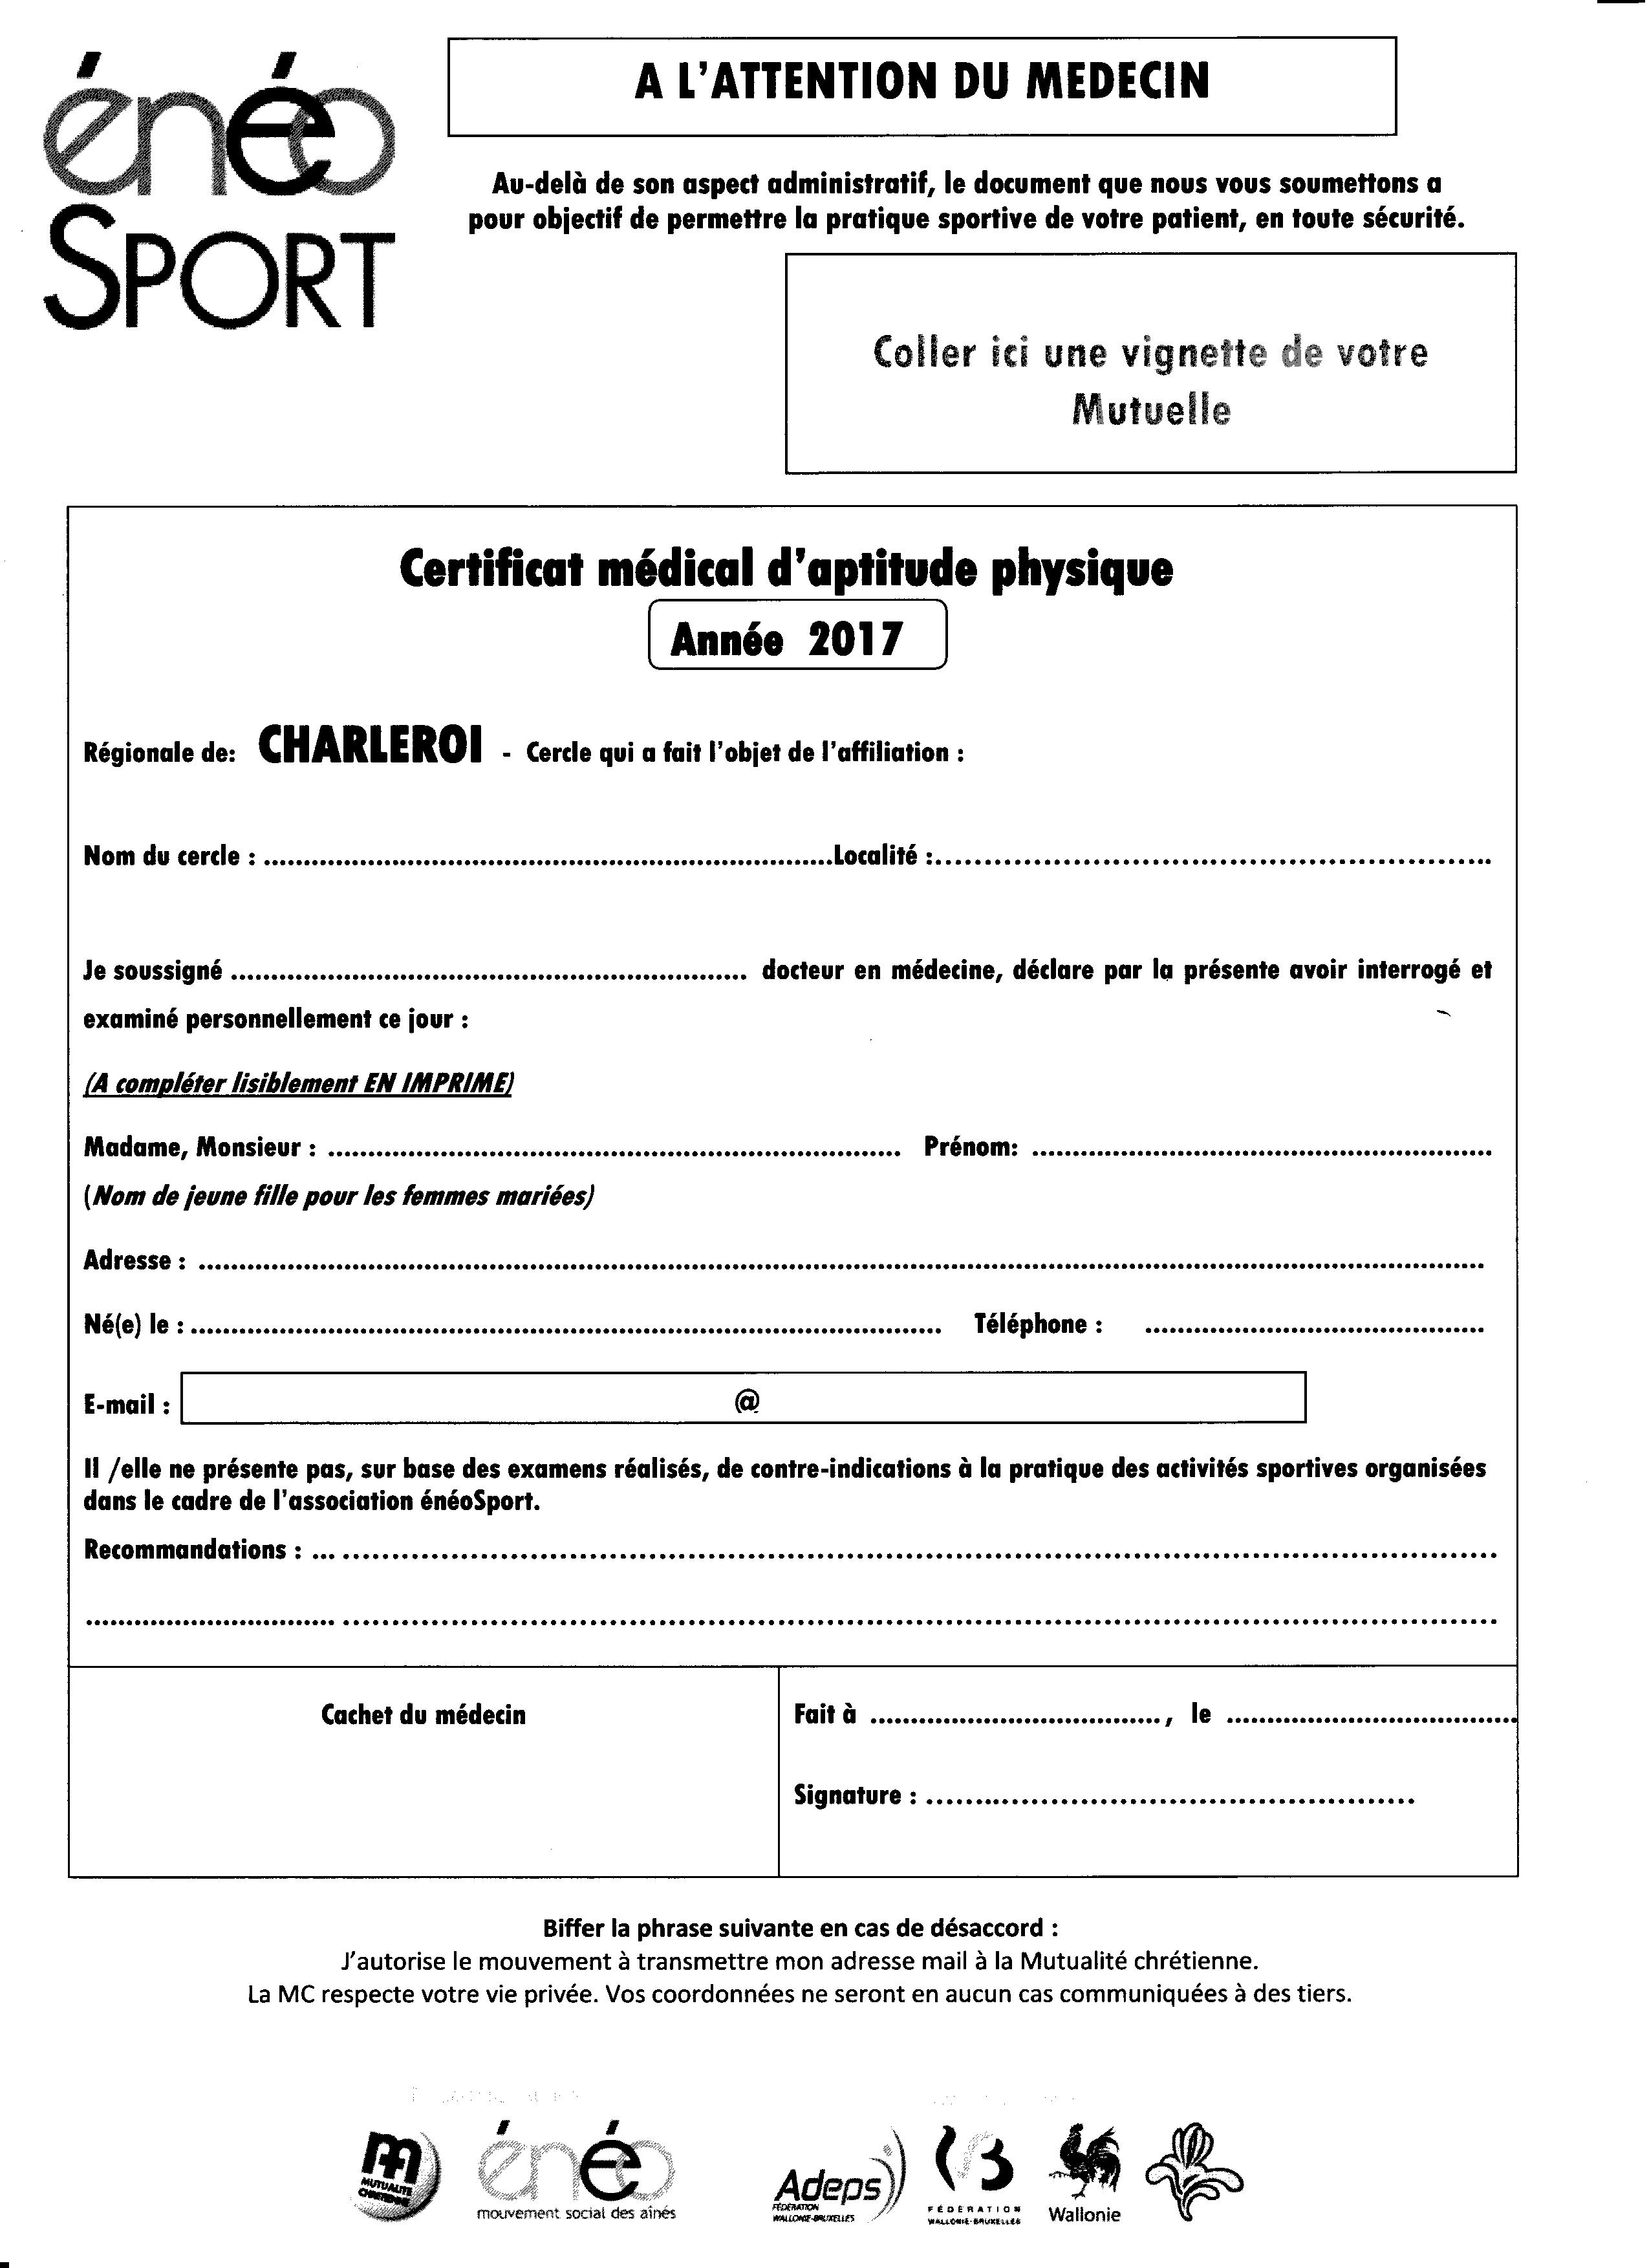 énéo
SPORT
A L'ATTENTION DU MEDECIN
Au-delà de son aspect administratif, le document que nous vous soumettons a
pour objectif de permettre la pratique sportive de votre patient, en toute sécurité.
Coller ici une vignette de votre
Mutuelle
Certificat médical d'aptitude physique
Année 2017
Régionale de: CHARLEROI - Cercle qui a fait l'objet de l'affiliation :
Nom du cercle : ........................................................................Localité :........................................................
Je soussigné ................................................................ docteur en médecine, déclare par la présente avoir interrogé et
examiné personnellement ce jour :
(A compléter lisiblement EN IMPRIME)
Madame, Monsieur : ........................................................................ Prénom: .........................................................
(Nom de jeune fille pour les femmes mariées)
Adresse : ................................................................................................................................................................
Né(e) le : .............................................................................................. Téléphone : ..........................................
E-mail : @
Il /elle ne présente pas, sur base des examens réalisés, de contre-indications à la pratique des activités sportives organisées
dans le cadre de l'association énéoSport.
Recommandations : ... ................................................................................................................................................
............................... ................................................................................................................................................
Cachet du médecin
Fait à ...................................., le ....................................
Signature : ..................................................
Biffer la phrase suivante en cas de désaccord :
J'autorise le mouvement à transmettre mon adresse mail à la Mutualité chrétienne.
La MC respecte votre vie privée. Vos coordonnées ne seront en aucun cas communiquées à des tiers.
MUTUALITE
CHRETIENNE
énéo
mouvement social des aînés
Adeps
FÉDÉRATION
WALLONIE-BRUXELLES
FÉDÉRATION
WALLONIE-BRUXELLES
Wallonie